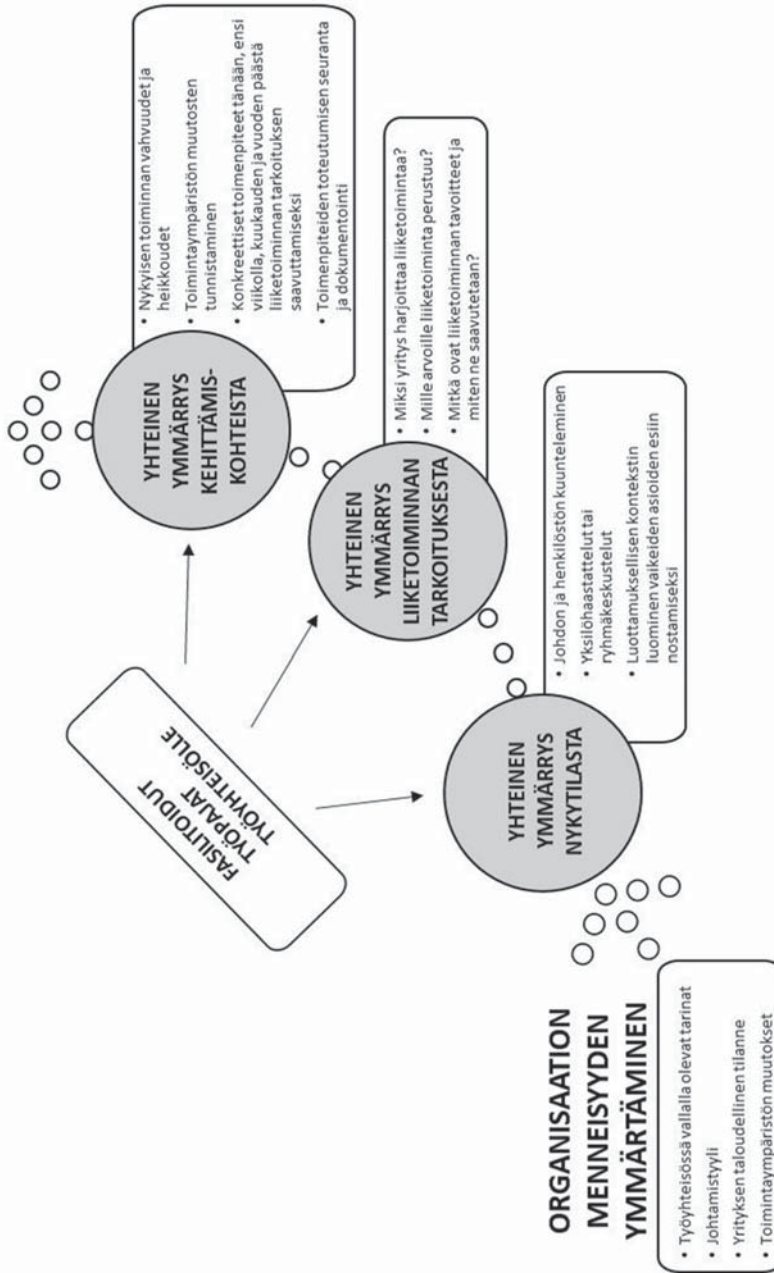 FASILITOIDUT
TYÖPAJAT
TYÖYHTEISÖLLE
ORGANISAATION
MENNEISYYDEN
YMMÄRTÄMINEN
• Työyhteisössä vallalla olevat tarinat
• Johtamistyyli
• Yrityksen taloudellinen tilanne
• Toimintaympäristön muutokset
YHTEINEN
YMMÄRRYS
NYKYTILASTA
• Johdon ja henkilöstön kuunteleminen
• Yksilöhaastattelut tai
ryhmäkeskustelut
• Luottamuksellisen kontekstin
luominen vaikeiden asioiden esiin
nostamiseksi
YHTEINEN
YMMÄRRYS
LIIKETOIMINNAN
TARKOITUKSESTA
• Miksi yritys harjoittaa liiketoimintaa?
• Mille arvoille liiketoiminta perustuu?
• Mitkä ovat liiketoiminnan tavoitteet ja
miten ne saavutetaan?
YHTEINEN
YMMÄRRYS
KEHITTÄMIS-
KOHTEISTA
• Nykyisen toiminnan vahvuudet ja
heikkoudet
• Toimintaympäristön muutosten
tunnistaminen
• Konkreettiset toimenpiteet tänään, ensi
viikolla, kuukauden ja vuoden päästä
liiketoiminnan tarkoituksen
saavuttamiseksi
• Toimenpiteiden toteutumisen seuranta
ja dokumentointi